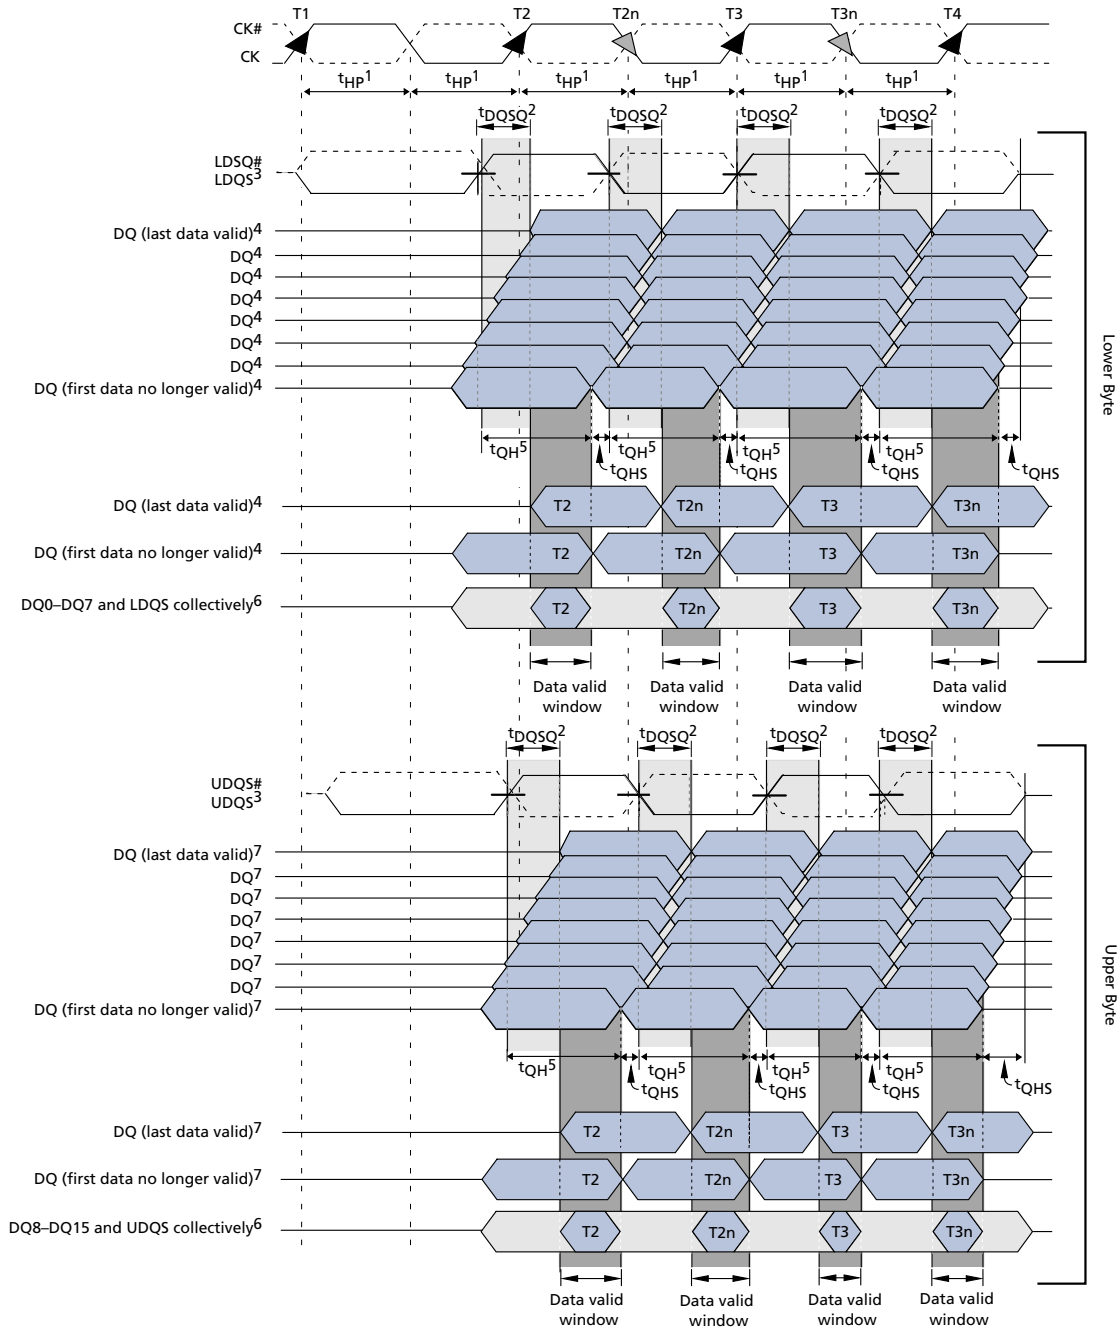 T1 T2 T2n T3 T3n T4
CK#
CK
tHP1 tHP1 tHP1 tHP1 tHP1 tHP1
tDQSQ2 tDQSQ2 tDQSQ2 tDQSQ2
LDSQ#
LDQS3
DQ (last data valid)4
DQ4
DQ4
DQ4
DQ4
DQ4
DQ4
DQ (first data no longer valid)4
Lower Byte
tQH5 tQH5 tQH5 tQH5
tQHS tQHS tQHS tQHS
DQ (last data valid)4 T2 T2n T3 T3n
DQ (first data no longer valid)4 T2 T2n T3 T3n
DQ0–DQ7 and LDQS collectively6 T2 T2n T3 T3n
Data valid Data valid Data valid Data valid
window window window window
tDQSQ2 tDQSQ2 tDQSQ2 tDQSQ2
UDQS#
UDQS3
DQ (last data valid)7
DQ7
DQ7
DQ7
DQ7
DQ7
DQ7
DQ (first data no longer valid)7
Upper Byte
tQH5 tQH5 tQH5 tQH5
tQHS tQHS tQHS tQHS
DQ (last data valid)7 T2 T2n T3 T3n
DQ (first data no longer valid)7 T2 T2n T3 T3n
DQ8–DQ15 and UDQS collectively6 T2 T2n T3 T3n
Data valid Data valid Data valid Data valid
window window window window